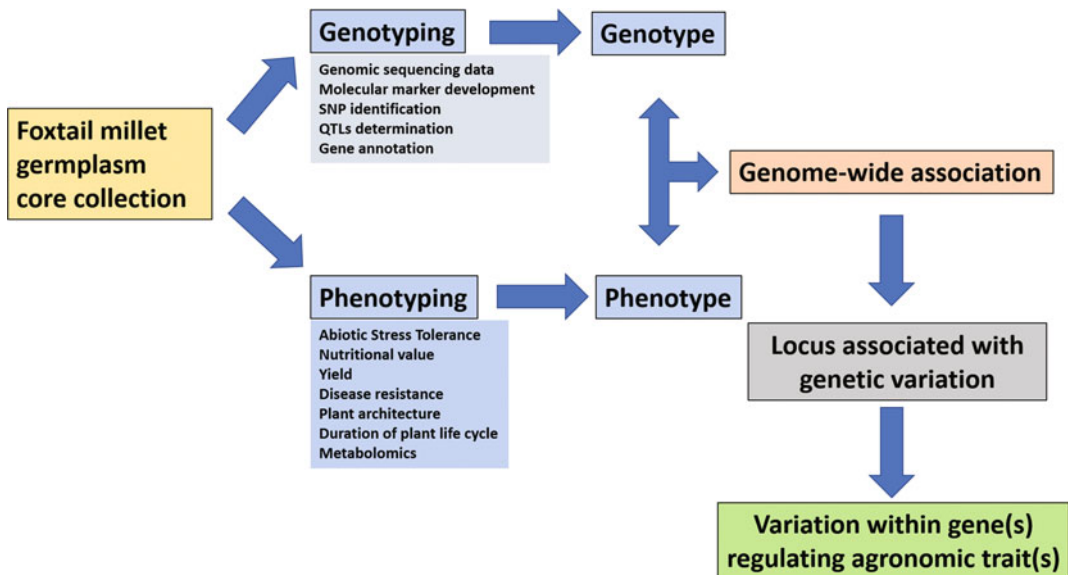 Foxtail millet
germplasm
core collection
Genotyping
Genomic sequencing data
Molecular marker development
SNP identification
QTLs determination
Gene annotation
Genotype
Phenotyping
Abiotic Stress Tolerance
Nutritional value
Yield
Disease resistance
Plant architecture
Duration of plant life cycle
Metabolomics
Phenotype
Genome-wide association
Locus associated with
genetic variation
Variation within gene(s)
regulating agronomic trait(s)